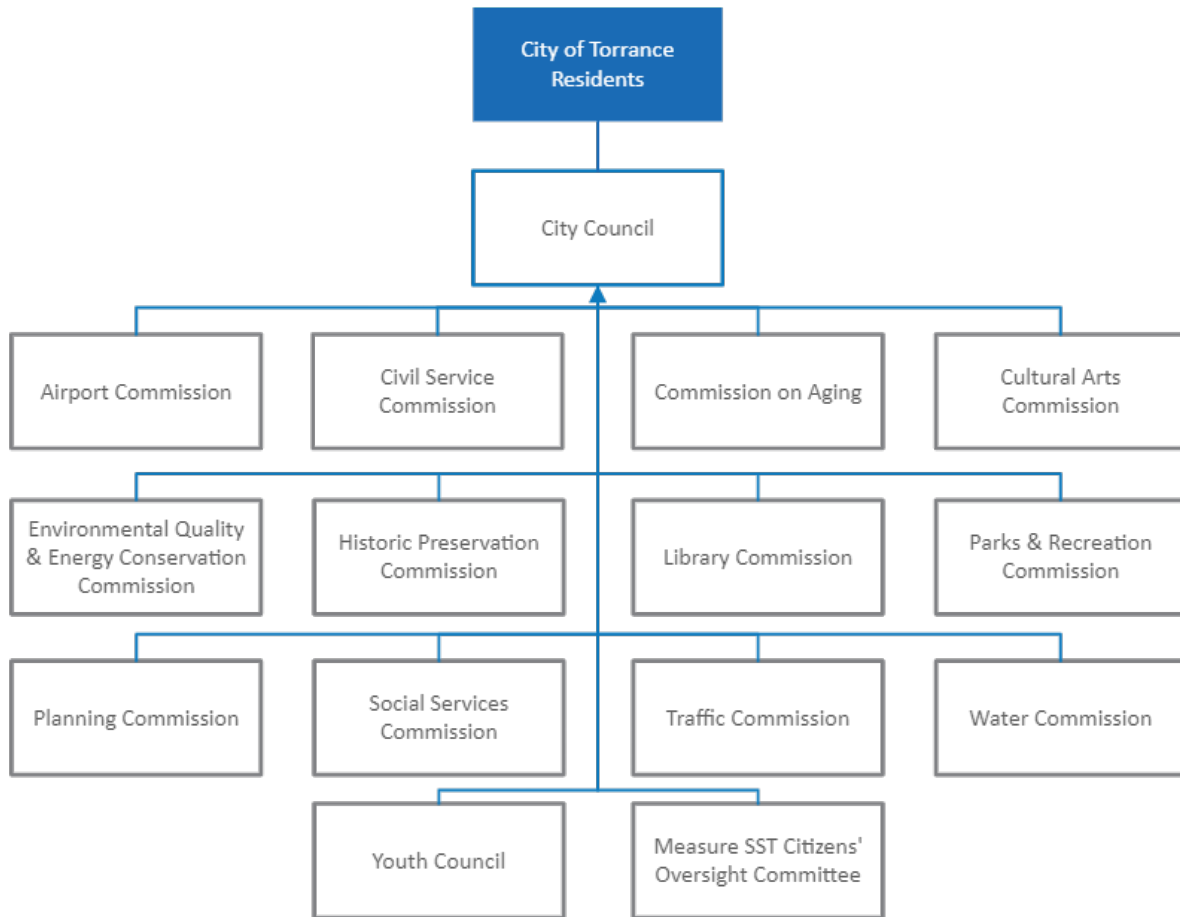 City of Torrance
Residents
City Council
Airport Commission
Civil Service
Commission
Commission on Aging
Cultural Arts
Commission
Environmental Quality
& Energy Conservation
Commission
Historic Preservation
Commission
Library Commission
Parks & Recreation
Commission
Planning Commission
Social Services
Commission
Traffic Commission
Water Commission
Youth Council
Measure SST Citizens'
Oversight Committee